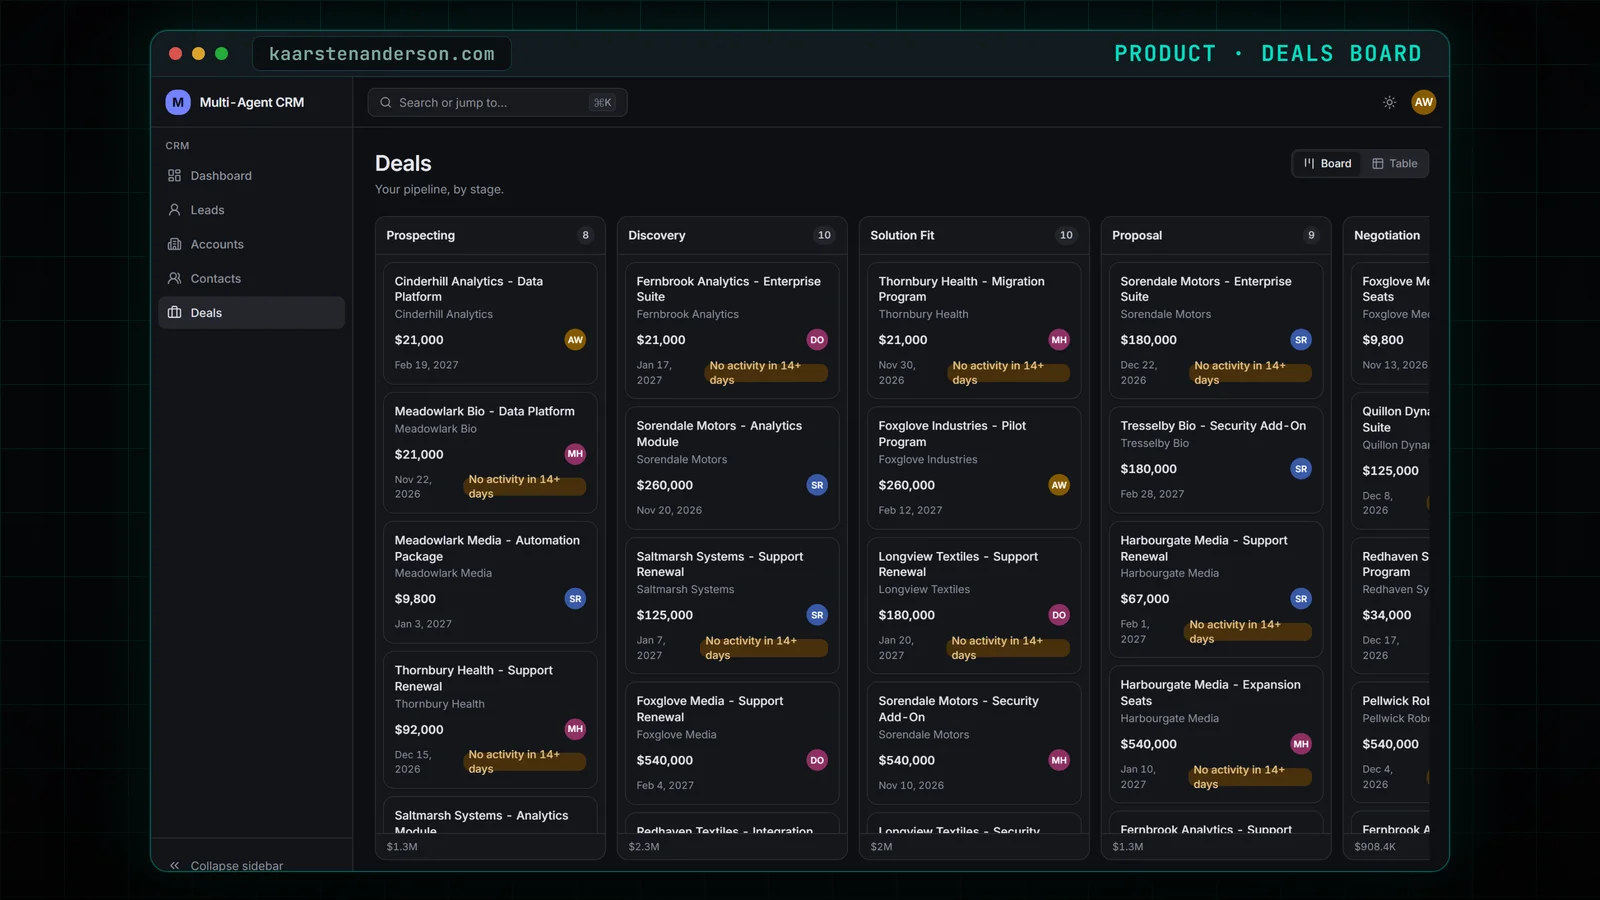 kaarstenanderson.com
PRODUCT · DEALS BOARD
M
Multi-Agent CRM
Search or jump to...
⌘K
AW
CRM
Dashboard
Leads
Accounts
Contacts
Deals
Collapse sidebar
Deals
Your pipeline, by stage.
Board
Table
Prospecting
8
Cinderhill Analytics - Data
Platform
Cinderhill Analytics
$21,000
AW
Feb 19, 2027
Meadowlark Bio - Data Platform
Meadowlark Bio
$21,000
MH
Nov 22,
2026
No activity in 14+
days
Meadowlark Media - Automation
Package
Meadowlark Media
$9,800
SR
Jan 3, 2027
Thornbury Health - Support
Renewal
Thornbury Health
$92,000
MH
Dec 15,
2026
No activity in 14+
days
Saltmarsh Systems - Analytics
Module
$1.3M
Discovery
10
Fernbrook Analytics - Enterprise
Suite
Fernbrook Analytics
$21,000
DO
Jan 17,
2027
No activity in 14+
days
Sorendale Motors - Analytics
Module
Sorendale Motors
$260,000
SR
Nov 20, 2026
Saltmarsh Systems - Support
Renewal
Saltmarsh Systems
$125,000
SR
Jan 7,
2027
No activity in 14+
days
Foxglove Media - Support
Renewal
Foxglove Media
$540,000
DO
Feb 4, 2027
Redhaven Textiles - Integration
$2.3M
Solution Fit
10
Thornbury Health - Migration
Program
Thornbury Health
$21,000
MH
Nov 30,
2026
No activity in 14+
days
Foxglove Industries - Pilot
Program
Foxglove Industries
$260,000
AW
Feb 12, 2027
Longview Textiles - Support
Renewal
Longview Textiles
$180,000
DO
Jan 20,
2027
No activity in 14+
days
Sorendale Motors - Security
Add-On
Sorendale Motors
$540,000
MH
Nov 10, 2026
Longview Textiles - Security
$2M
Proposal
9
Sorendale Motors - Enterprise
Suite
Sorendale Motors
$180,000
SR
Dec 22,
2026
No activity in 14+
days
Tresselby Bio - Security Add-On
Tresselby Bio
$180,000
SR
Feb 28, 2027
Harbourgate Media - Support
Renewal
Harbourgate Media
$67,000
SR
Feb 1,
2027
No activity in 14+
days
Harbourgate Media - Expansion
Seats
Harbourgate Media
$540,000
MH
Jan 10,
2027
No activity in 14+
days
Fernbrook Analytics - Support
$1.3M
Negotiation
Foxglove Me
Seats
Foxglove Med
$9,800
Nov 13, 2026
Quillon Dyna
Suite
Quillon Dynan
$125,000
Dec 8,
2026
Redhaven S
Program
Redhaven Sy
$34,000
Dec 17,
2026
Pellwick Rob
Pellwick Robo
$540,000
Dec 4,
2026
Fernbrook A
$908.4K